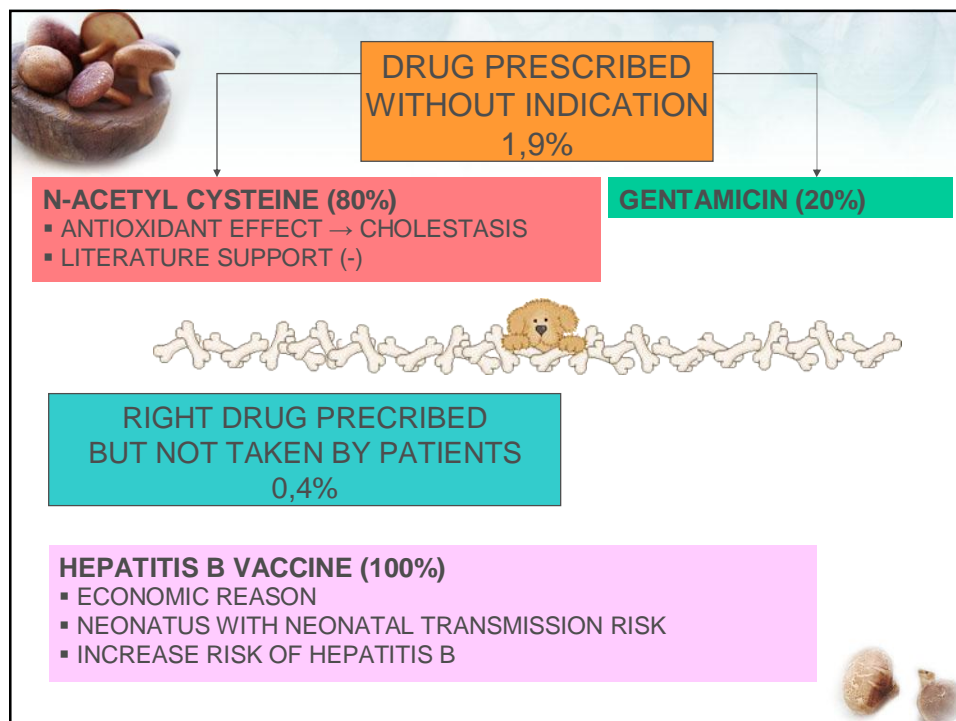 DRUG PRESCRIBED
WITHOUT INDICATION
1,9%
N-ACETYL CYSTEINE (80%)
▪ ANTIOXIDANT EFFECT → CHOLESTASIS
▪ LITERATURE SUPPORT (-)
GENTAMICIN (20%)
RIGHT DRUG PRECRIBED
BUT NOT TAKEN BY PATIENTS
0,4%
HEPATITIS B VACCINE (100%)
▪ ECONOMIC REASON
▪ NEONATUS WITH NEONATAL TRANSMISSION RISK
▪ INCREASE RISK OF HEPATITIS B